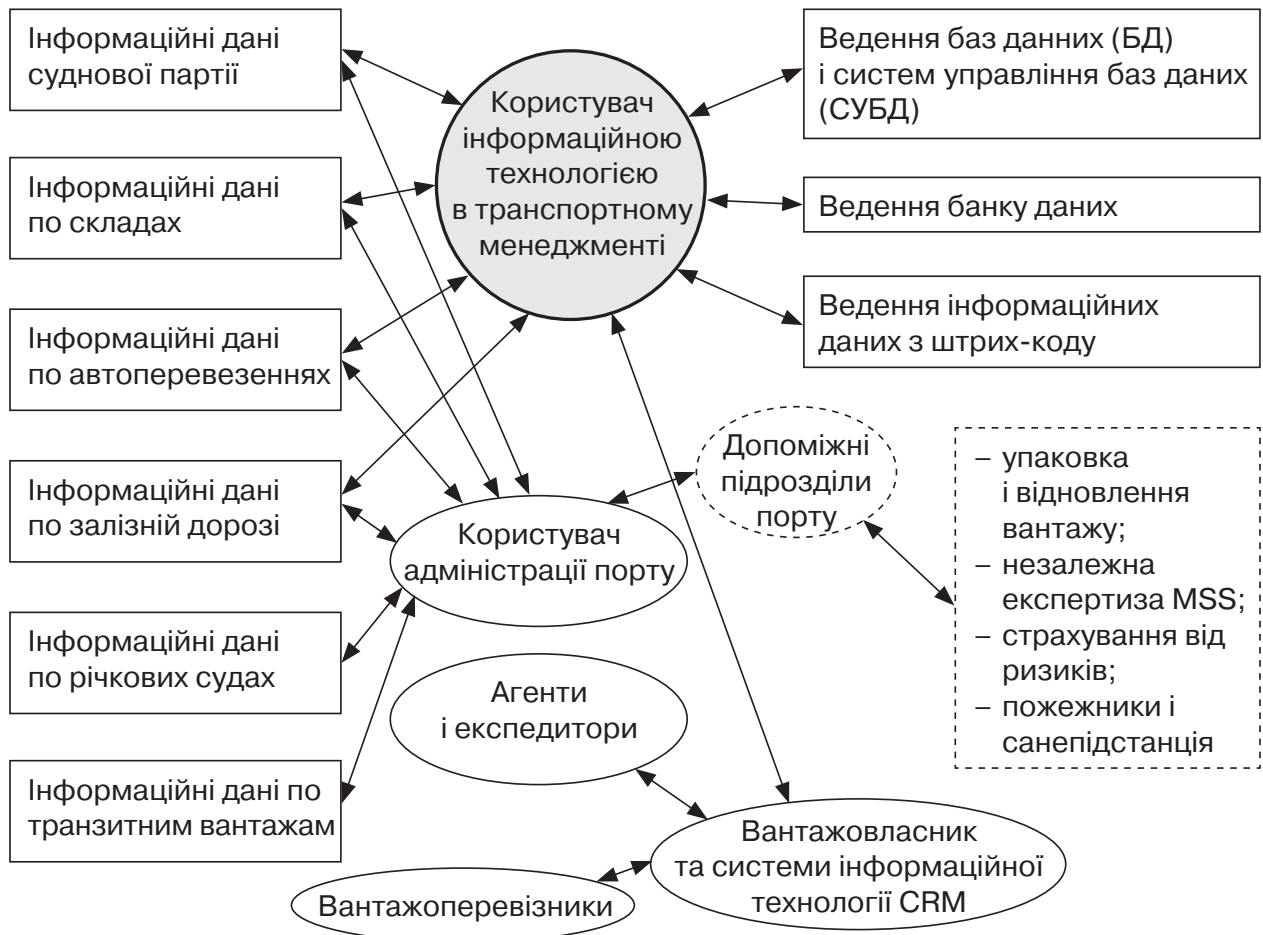 Інформаційні дані
суднової партії
Інформаційні дані
по складах
Інформаційні дані
по автоперевезеннях
Інформаційні дані
по залізній дорозі
Інформаційні дані
по річкових судах
Інформаційні дані по
транзитним вантажам
Користувач
інформаційною
технологією
в транспортному
менеджменті
Ведення баз данних (БД)
і систем управління баз даних
(СУБД)
Ведення банку даних
Ведення інформаційних
даних з штрих-коду
Допоміжні
підрозділи
порту
– упаковка
і відновлення
вантажу;
– незалежна
експертиза MSS;
– страхування від
ризиків;
– пожежники і
санепідстанція
Користувач
адміністрації порту
Агенти
і експедитори
Вантажовласник
та системи інформаційної
технології CRM
Вантажоперевізники